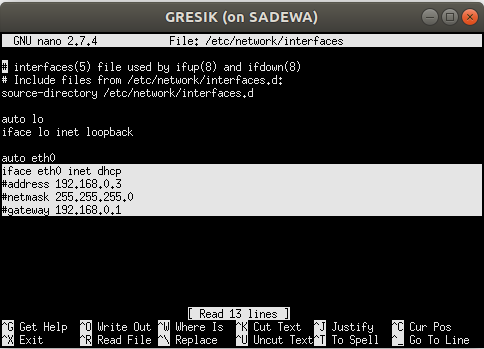 GRESIK (on SADEWA)
GNU nano 2.7.4 File: /etc/network/interfaces
# interfaces(5) file used by ifup(8) and ifdown(8)
# Include files from /etc/network/interfaces.d:
source-directory /etc/network/interfaces.d
auto lo
iface lo inet loopback
auto eth0
iface eth0 inet dhcp
#address 192.168.0.3
#netmask 255.255.255.0
#gateway 192.168.0.1
[ Read 13 lines ]
^G Get Help ^O Write Out ^W Where Is ^K Cut Text ^J Justify ^C Cur Pos
^X Exit ^R Read File ^\ Replace ^U Uncut Text ^T To Spell ^_ Go To Line